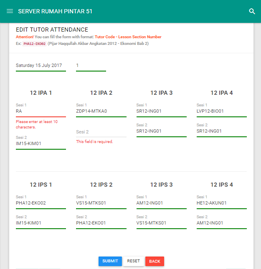 SERVER RUMAH PINTAR 51
EDIT TUTOR ATTENDANCE
Attention! You can fill the form with format: Tutor Code - Lesson Section Number
Ex: PHA12-EKO02 (Pijar Haqqifullah Akbar Angkatan 2012 - Ekonomi Bab 2)
Saturday 15 July 2017
1
12 IPA 1
12 IPA 2
12 IPA 3
12 IPA 4
Sesi 1
RA
Please enter at least 10 characters.
Sesi 2
IM15-KIM01
Sesi 1
ZDP14-MTKA5
Sesi 2
This field is required.
Sesi 1
SR12-ING01
Sesi 2
SR12-ING01
Sesi 1
LVP12-BIO01
Sesi 2
SR12-ING01
12 IPS 1
12 IPS 2
12 IPS 3
12 IPS 4
Sesi 1
PHA12-EKO02
Sesi 1
VS15-MTKS01
Sesi 1
AM12-ING01
Sesi 1
HE12-AKUN01
Sesi 2
IM15-KIM01
Sesi 2
PHA12-EKO01
Sesi 2
VS15-MTKS01
Sesi 2
AM12-ING01
SUBMIT
RESET
BACK